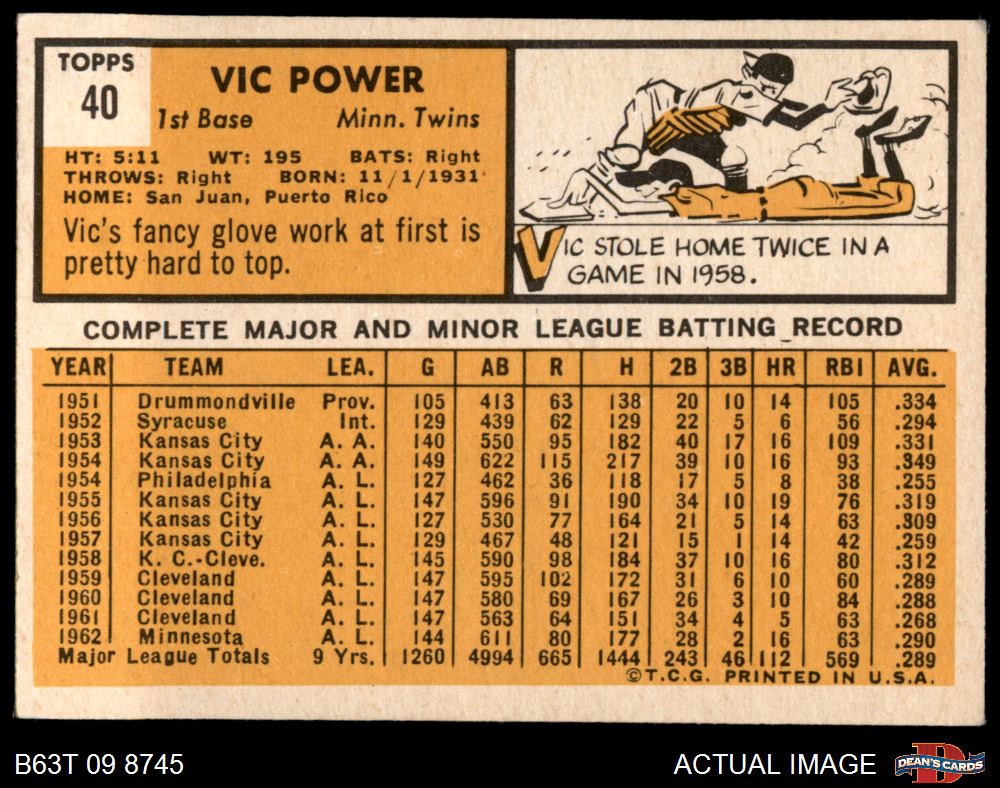 TOPPS
40
VIC POWER
1st Base Minn. Twins
HT: 5:11 WT: 195 BATS: Right
THROWS: Right BORN: 11/1/1931
HOME: San Juan, Puerto Rico
Vic's fancy glove work at first is
pretty hard to top.
VIC STOLE HOME TWICE IN A
GAME IN 1958.
COMPLETE MAJOR AND MINOR LEAGUE BATTING RECORD
YEAR TEAM LEA. G AB R H 2B 3B HR RBI AVG.
1951 Drummondville Prov. 105 413 63 138 20 10 14 105 .334
1952 Syracuse Int. 129 439 62 129 22 5 6 56 .294
1953 Kansas City A. A. 140 550 95 182 40 17 16 109 .331
1954 Kansas City A. A. 149 622 115 217 39 10 16 93 .349
1954 Philadelphia A. L. 127 462 36 118 17 5 8 38 .255
1955 Kansas City A. L. 147 596 91 190 34 10 19 76 .319
1956 Kansas City A. L. 127 530 77 164 21 5 14 63 .309
1957 Kansas City A. L. 129 467 48 121 15 1 14 42 .259
1958 K. C.-Cleve. A. L. 145 590 98 184 37 10 16 80 .312
1959 Cleveland A. L. 147 595 102 172 31 6 10 60 .289
1960 Cleveland A. L. 147 580 69 167 26 3 10 84 .288
1961 Cleveland A. L. 147 563 64 151 34 4 5 63 .268
1962 Minnesota A. L. 144 611 80 177 28 2 16 63 .290
Major League Totals 9 Yrs. 1260 4994 665 1444 243 46 112 569 .289
©T.C.G. PRINTED IN U.S.A.
B63T 09 8745 ACTUAL IMAGE
D
DEAN'S CARDS